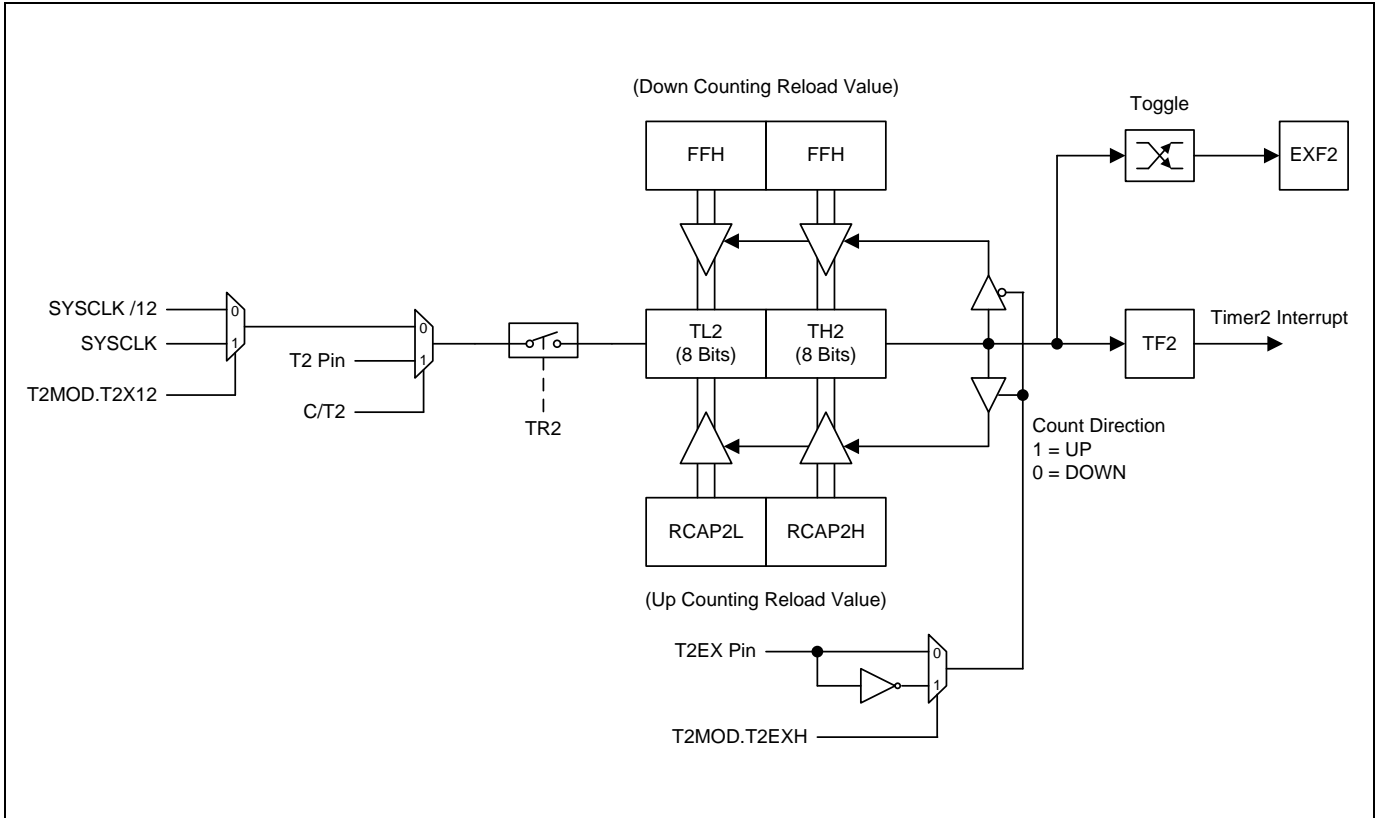 (Down Counting Reload Value)
Toggle
FFH
FFH
EXF2
SYSCLK /12
0
SYSCLK
1
T2MOD.T2X12
0
T2 Pin
1
C/T2
TR2
TL2
(8 Bits)
TH2
(8 Bits)
TF2
Timer2 Interrupt
Count Direction
1 = UP
0 = DOWN
RCAP2L
RCAP2H
(Up Counting Reload Value)
T2EX Pin
0
1
T2MOD.T2EXH